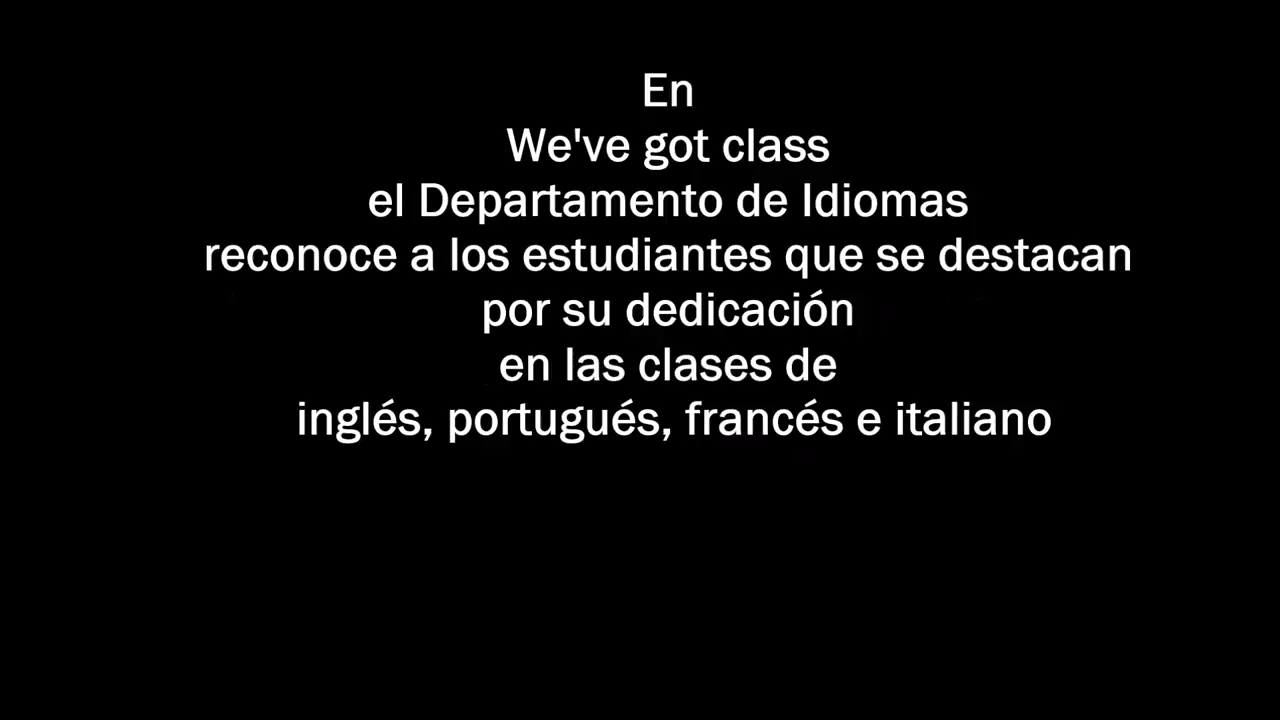 En
We've got class
el Departamento de Idiomas
reconoce a los estudiantes que se destacan
por su dedicación
en las clases de
inglés, portugués, francés e italiano